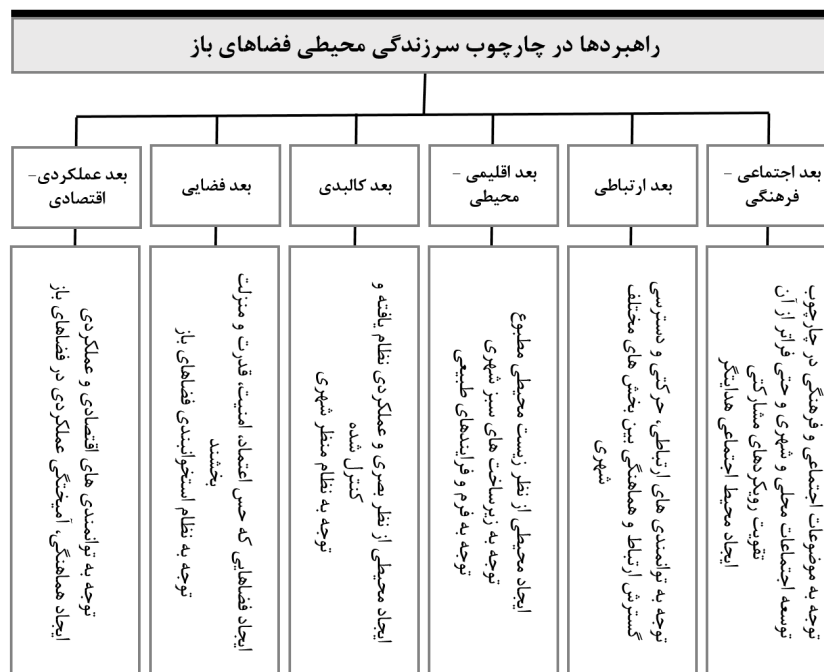 راهبردها در چارچوب سرزندگی محیطی فضاهای باز
بعد اجتماعی –
فرهنگی
بعد ارتباطی
بعد اقلیمی –
محیطی
بعد کالبدی
بعد فضایی
بعد عملکردی–
اقتصادی
توجه به موضوعات اجتماعی و فرهنگی در چارچوب
توسعه اجتماعات محلی و شهری و حتی فراتر از آن
تقویت رویکردهای مشارکتی
ایجاد محیط اجتماعی هدایتگر
توجه به توانمندی های ارتباطی، حرکتی و دسترسی
گسترش ارتباط و هماهنگی بین بخش های مختلف
شهری
ایجاد محیطی از نظر زیست محیطی مطبوع
توجه به زیرساخت های سبز شهری
توجه به فرم و فرایندهای طبیعی
ایجاد محیطی از نظر بصری و عملکردی نظام یافته و
کنترل شده
توجه به نظام منظر شهری
ایجاد فضاهایی که حس اعتماد، امنیت، قدرت و منزلت
بخشند
توجه به نظام استخوانبندی فضاهای باز
توجه به توانمندی های اقتصادی و عملکردی
ایجاد هماهنگی، آمیختگی عملکردی در فضاهای باز